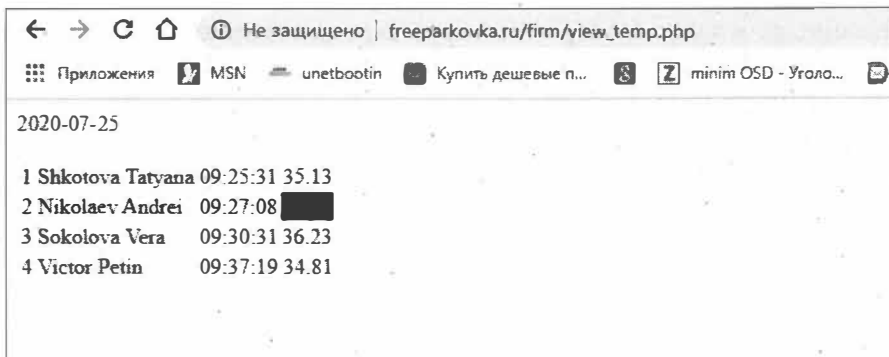 Не защищено | freeparkovka.ru/firm/view_temp.php
Приложения MSN unetbootin Купить дешевые п... 8 Z minim OSD - Уголо...
2020-07-25
1 Shkotova Tatyana 09:25:31 35.13
2 Nikolaev Andrei 09:27:08
3 Sokolova Vera 09:30:31 36.23
4 Victor Petin 09:37:19 34.81